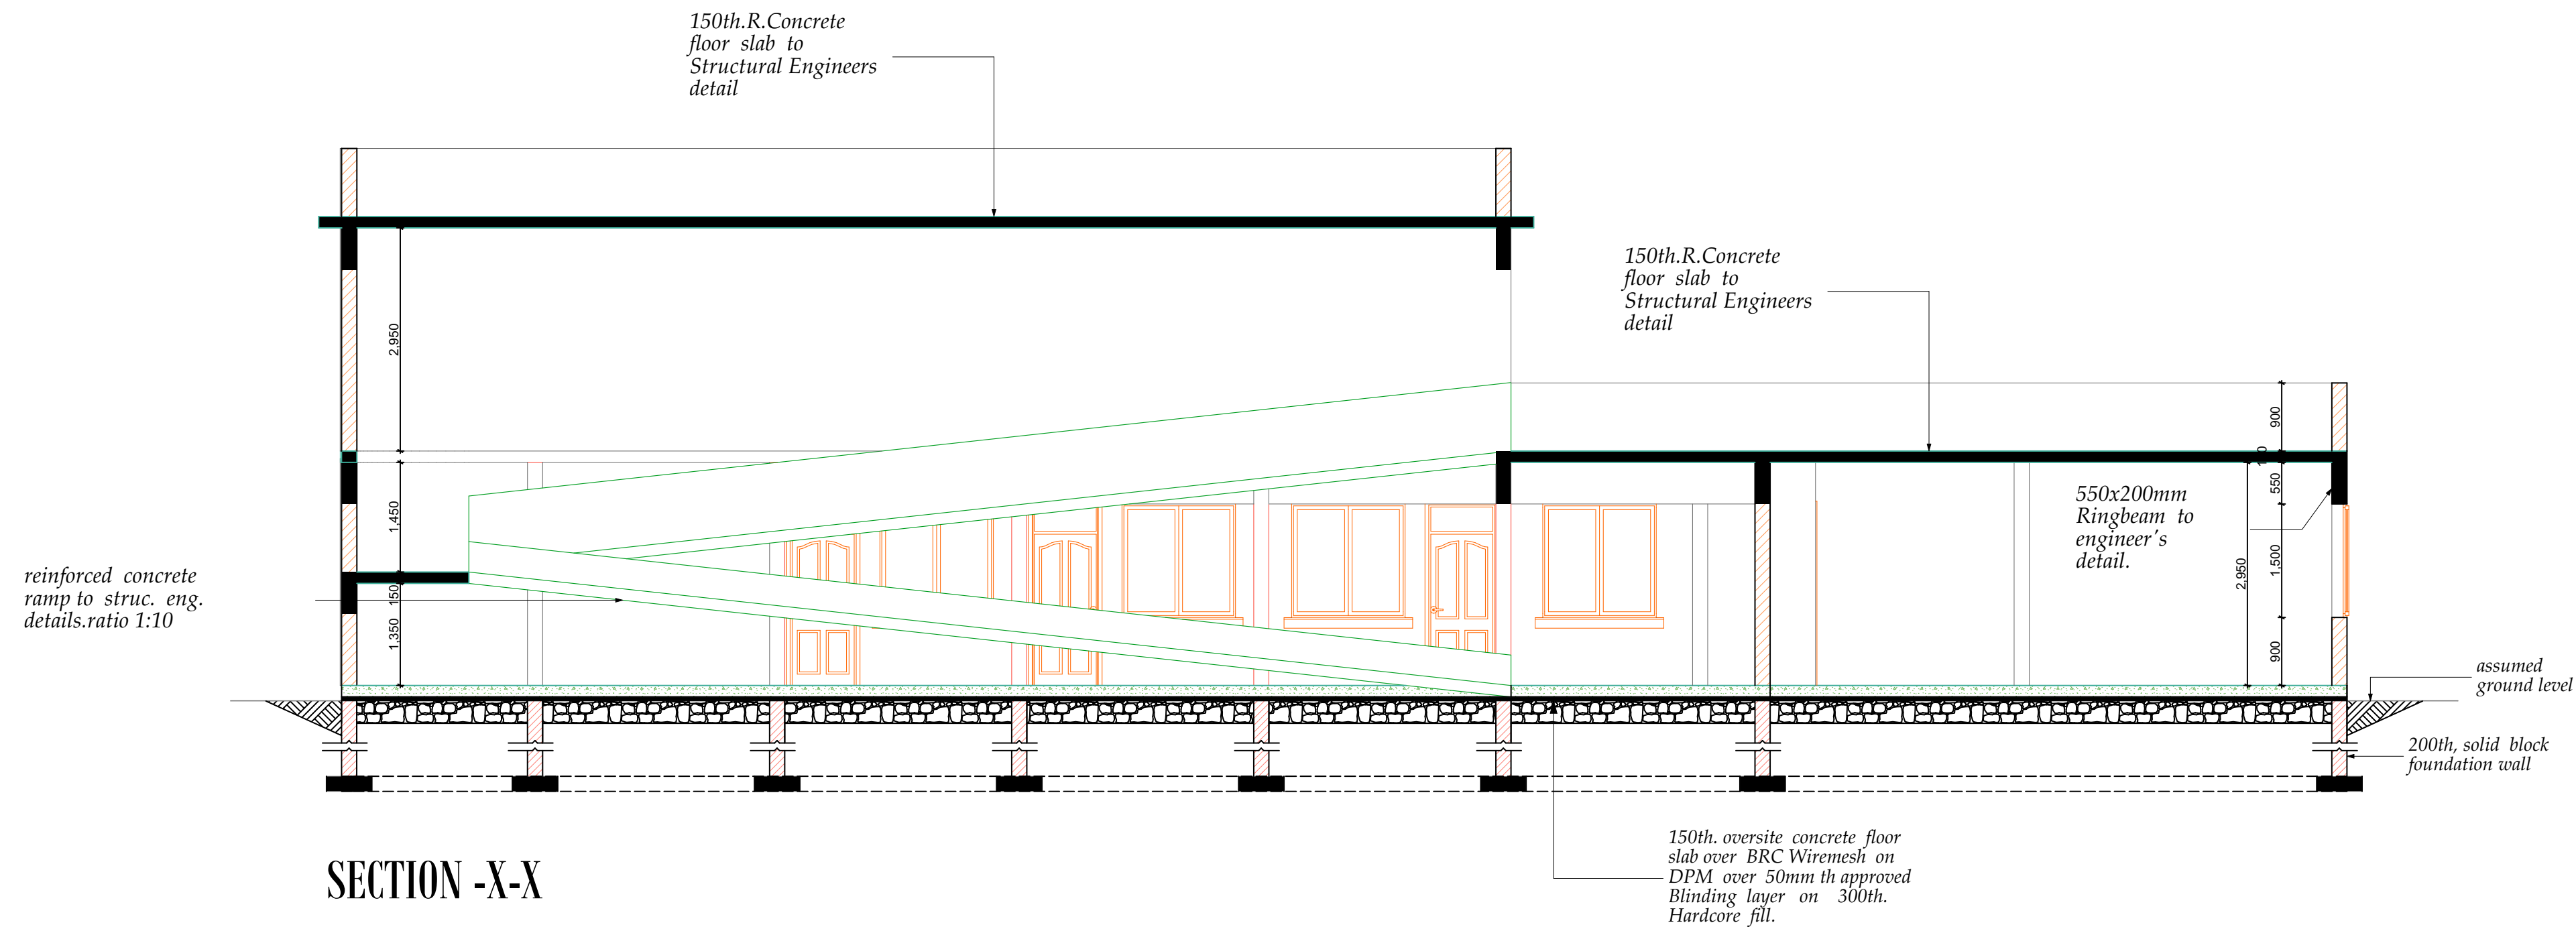 150th.R.Concrete
floor slab to
Structural Engineers
detail
150th.R.Concrete
floor slab to
Structural Engineers
detail
2,950
900
550
1,450
550x200mm
Ringbeam to
engineer's
detail.
1,500
2,950
reinforced concrete
ramp to struc. eng.
details.ratio 1:10
150
1,350
900
assumed
ground level
200th, solid block
foundation wall
150th. oversite concrete floor
slab over BRC Wiremesh on
DPM over 50mm th approved
Blinding layer on 300th.
Hardcore fill.
SECTION -X-X